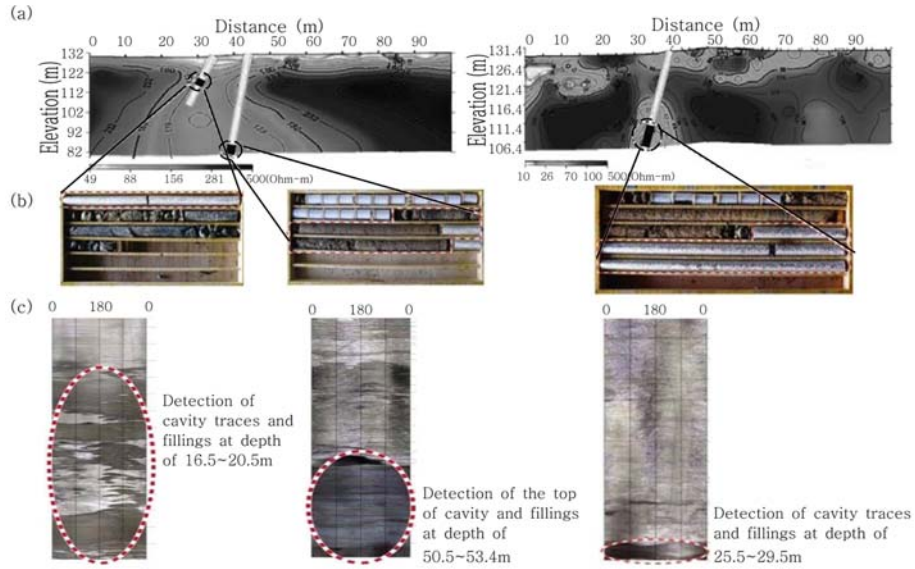 (a)
Distance (m)
0 10 20 30 40 50 60 70 80 90
Elevation (m)
132
122
112
102
92
82
49 88 156 281 500(Ohm-m)
Distance (m)
0 20 40 60 80
Elevation (m)
131.4
126.4
121.4
116.4
111.4
106.4
10 26 70 100 500(Ohm-m)
(b)
(c)
0 180 0
Detection of
cavity traces and
fillings at depth
of 16.5~20.5m
0 180 0
Detection of the top
of cavity and fillings
at depth of
50.5~53.4m
0 180 0
Detection of cavity traces
and fillings at depth of
25.5~29.5m